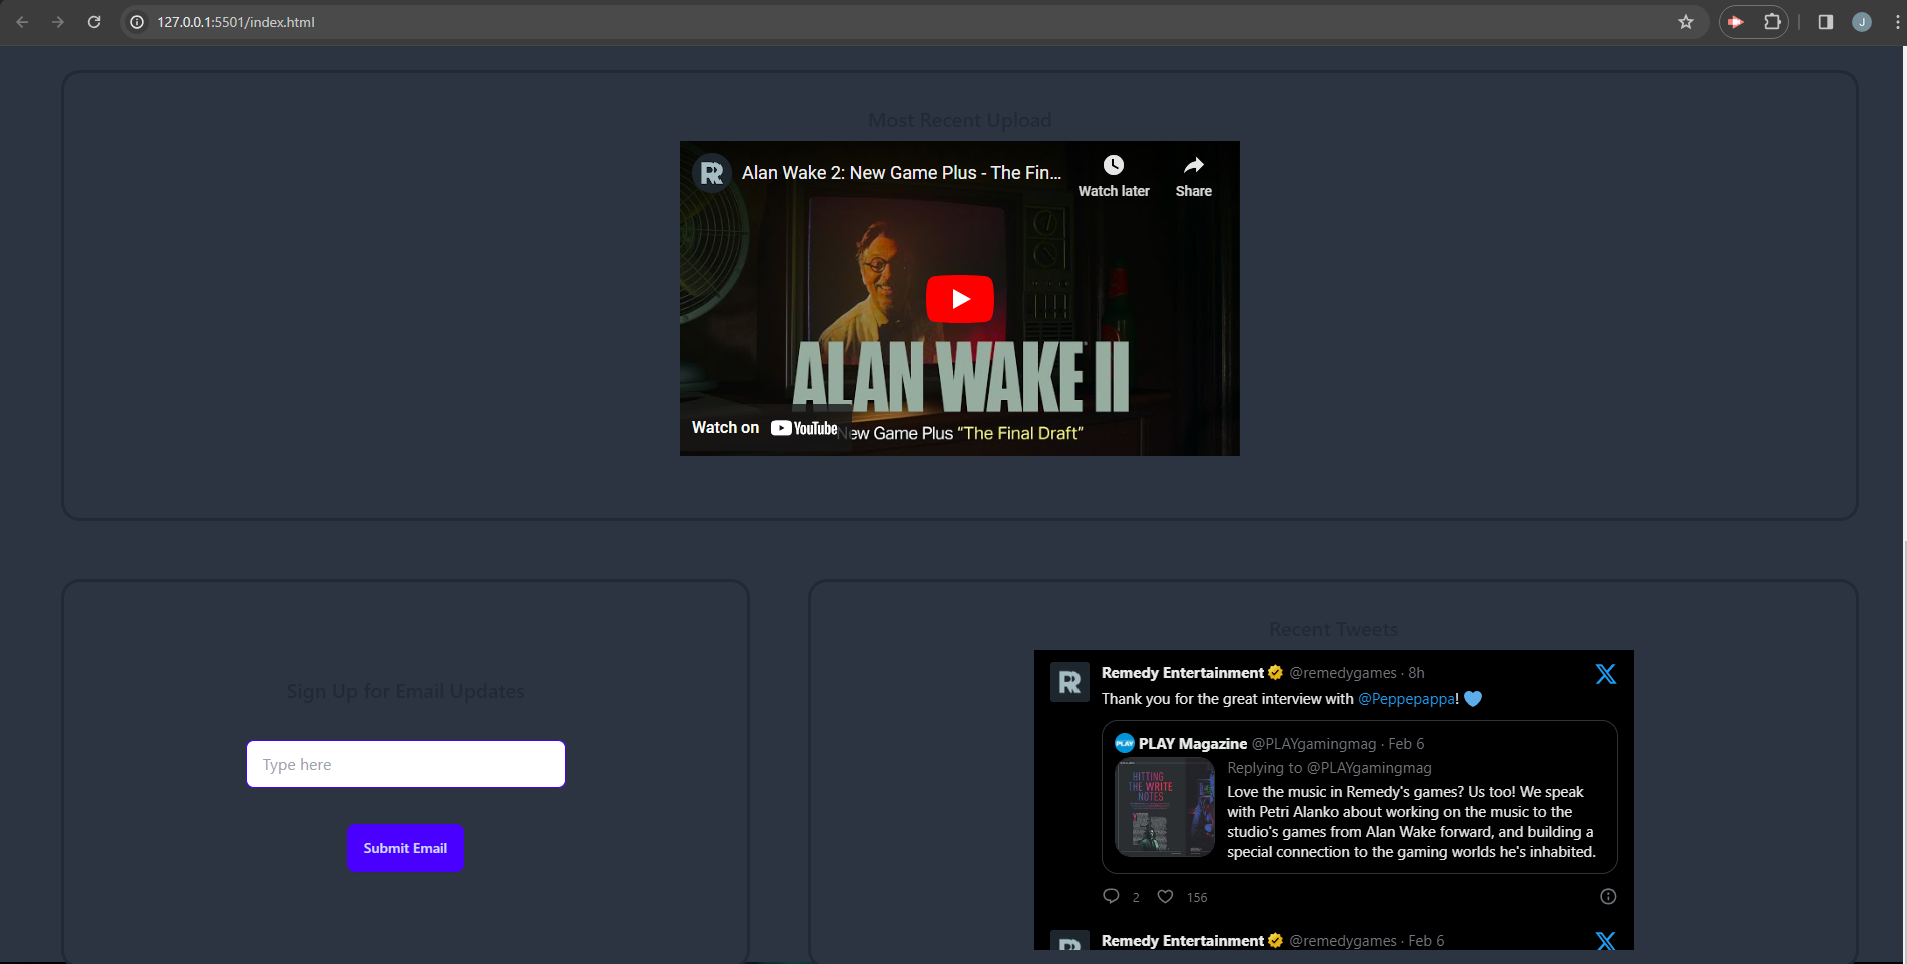 127.0.0.1:5501/index.html
J
Most Recent Upload
Alan Wake 2: New Game Plus - The Fin...
Watch later
Share
ALAN WAKE II
Watch on YouTube
New Game Plus “The Final Draft”
Sign Up for Email Updates
Type here
Submit Email
Recent Tweets
Remedy Entertainment @remedygames · 8h
Thank you for the great interview with @Peppepappa! 💙
PLAY Magazine @PLAYgamingmag · Feb 6
PLAY
Replying to @PLAYgamingmag
HITTING
THE WRITE
NOTES
Love the music in Remedy's games? Us too! We speak
with Petri Alanko about working on the music to the
studio's games from Alan Wake forward, and building a
special connection to the gaming worlds he's inhabited.
2
156
Remedy Entertainment @remedygames · Feb 6